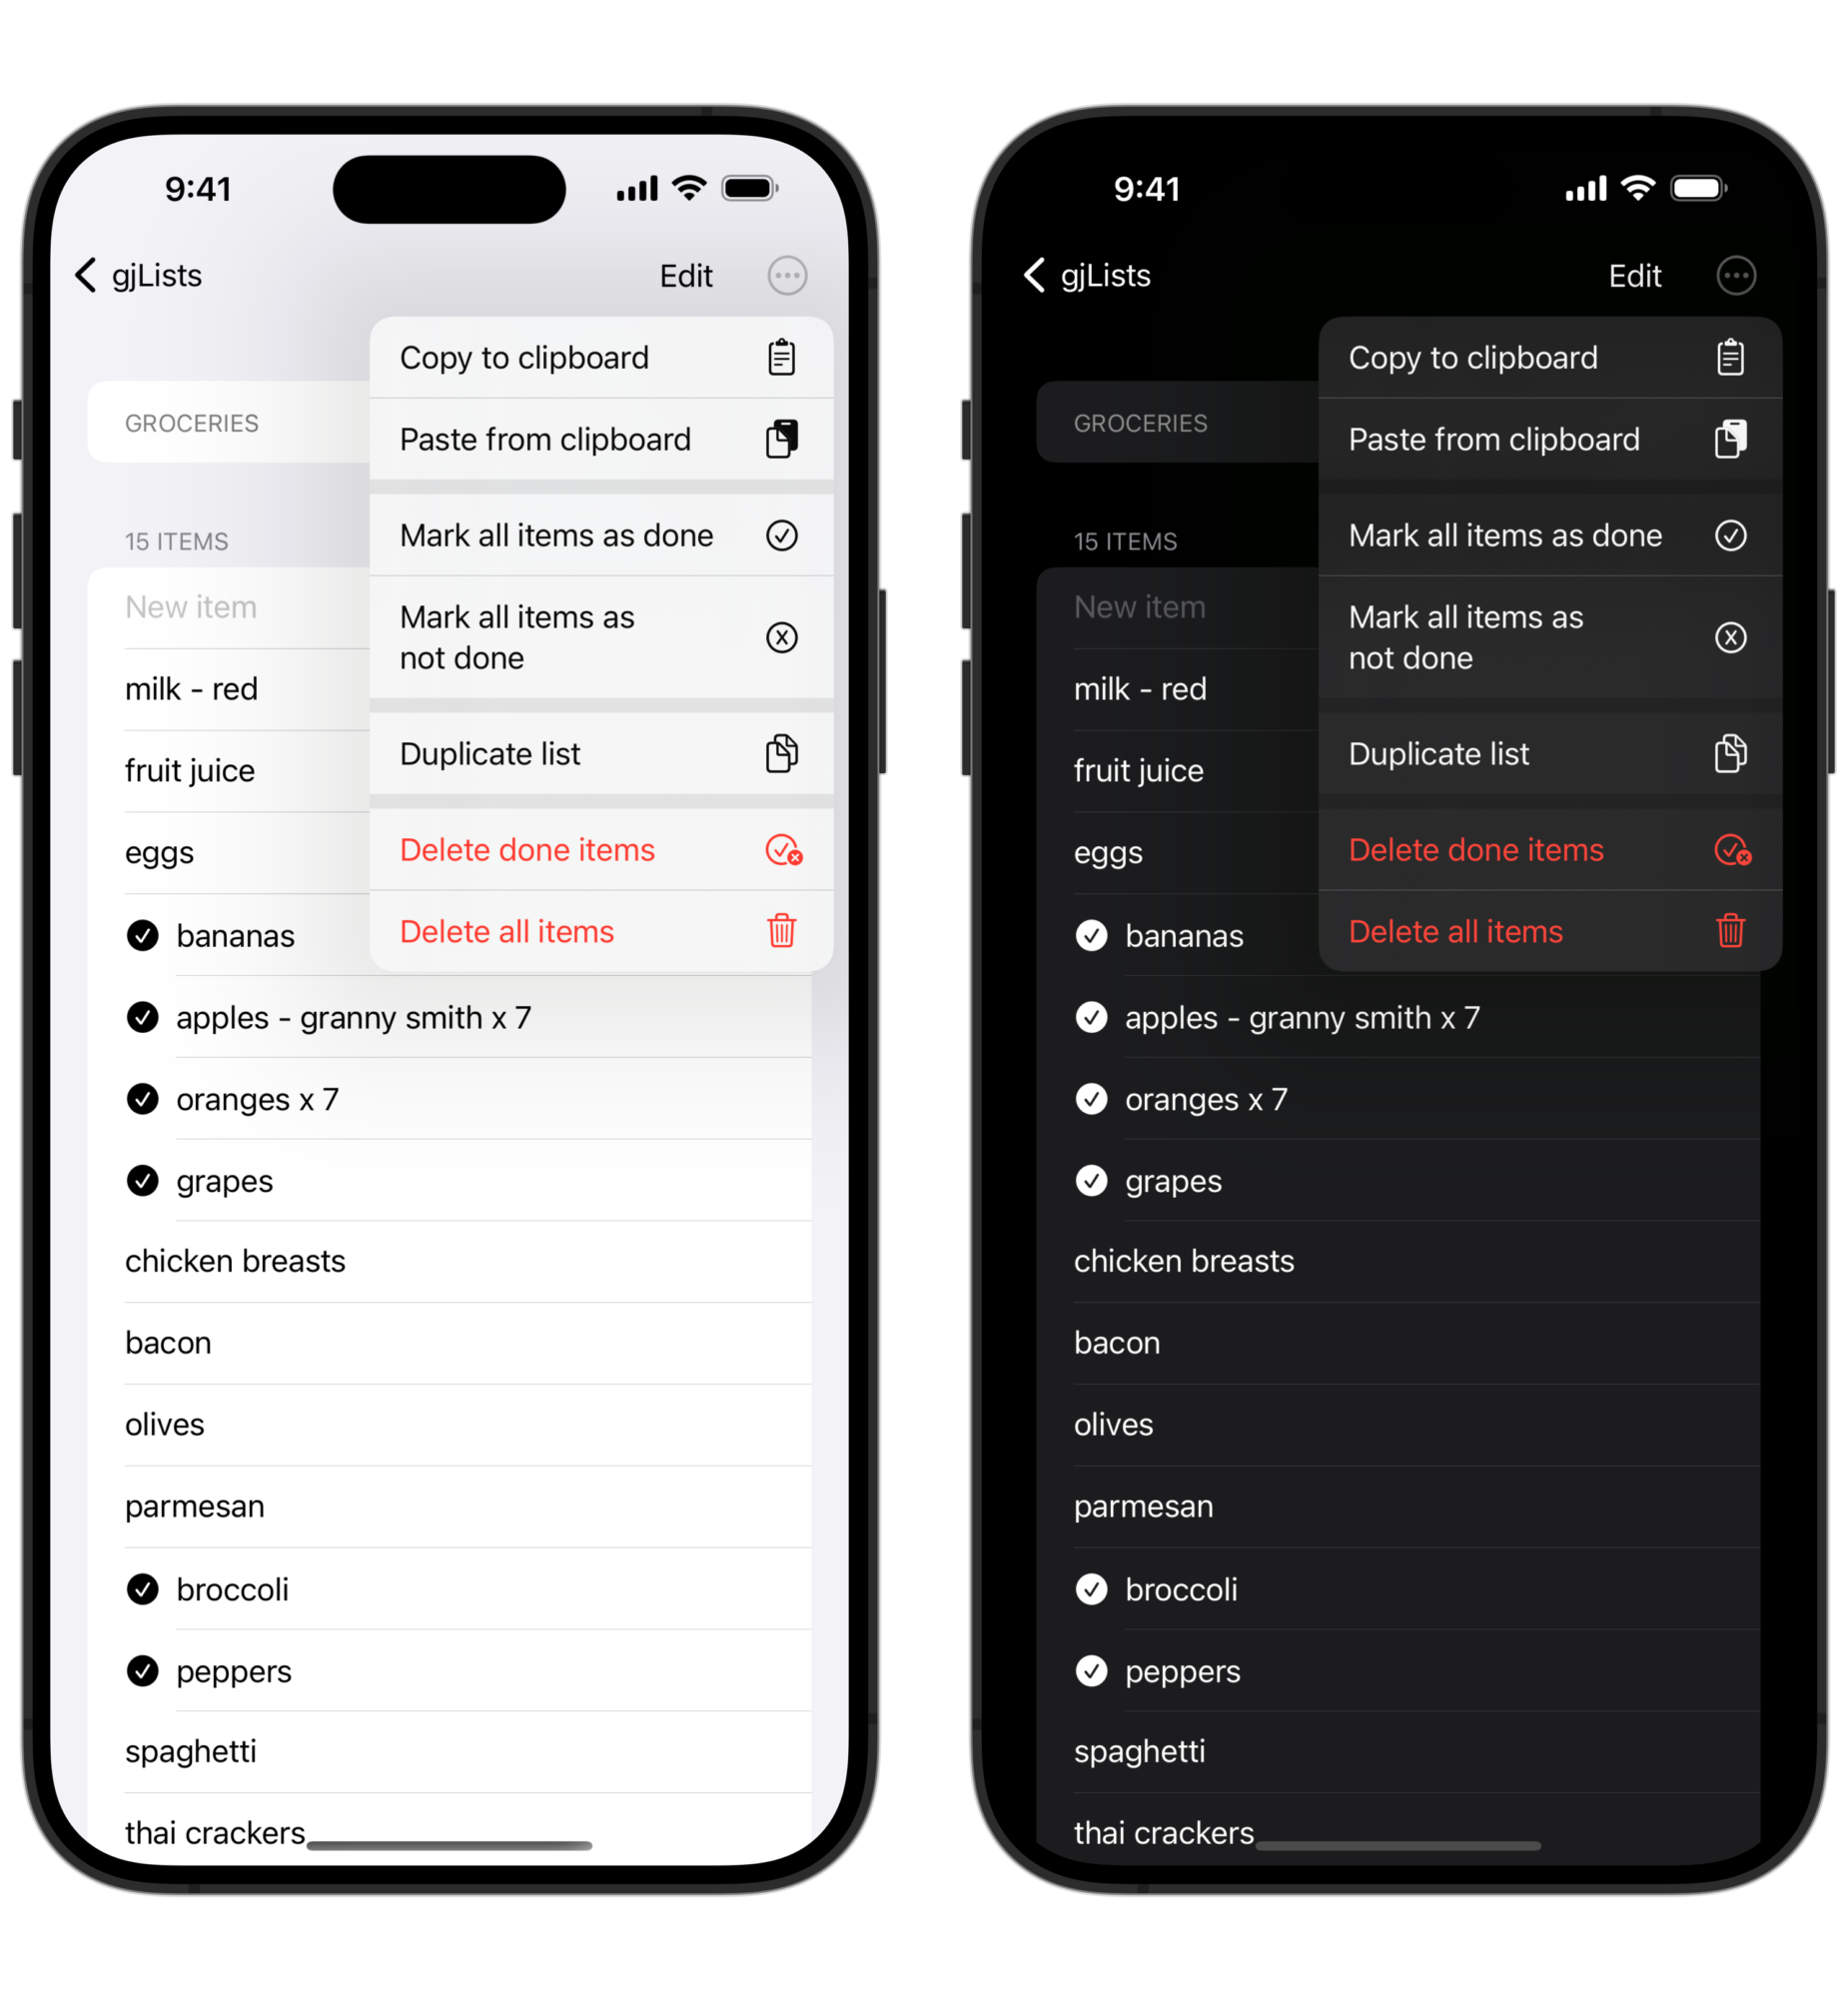 9:41
gjLists
Edit
Copy to clipboard
GROCERIES
Paste from clipboard
15 ITEMS
Mark all items as done
New item
Mark all items as
not done
milk - red
Duplicate list
fruit juice
eggs
Delete done items
bananas
Delete all items
apples - granny smith x 7
oranges x 7
grapes
chicken breasts
bacon
olives
parmesan
broccoli
peppers
spaghetti
thai crackers
9:41
gjLists
Edit
Copy to clipboard
GROCERIES
Paste from clipboard
15 ITEMS
Mark all items as done
New item
Mark all items as
not done
milk - red
Duplicate list
fruit juice
eggs
Delete done items
bananas
Delete all items
apples - granny smith x 7
oranges x 7
grapes
chicken breasts
bacon
olives
parmesan
broccoli
peppers
spaghetti
thai crackers